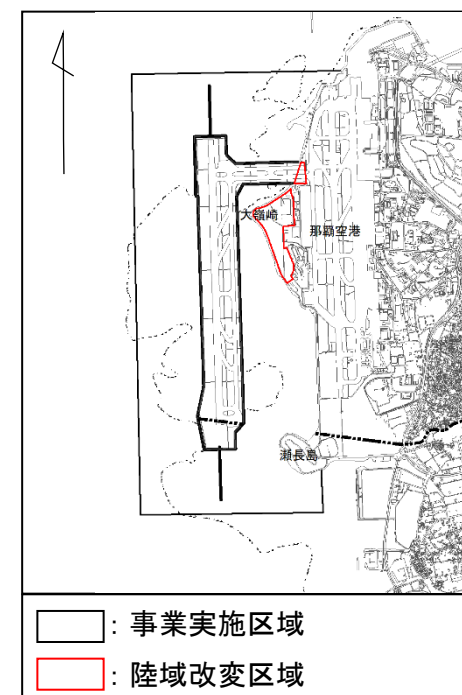 大嶺崎
那覇空港
瀬長島
: 事業実施区域
: 陸域改変区域